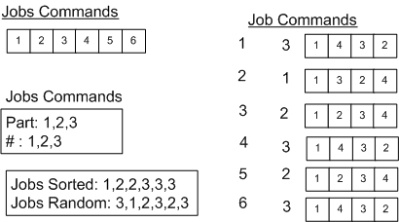 Jobs Commands
1 2 3 4 5 6
Jobs Commands
Part: 1,2,3
# : 1,2,3
Jobs Sorted: 1,2,2,3,3,3
Jobs Random: 3,1,2,3,2,3
Job Commands
1 3 1 4 3 2
2 1 1 3 2 4
3 2 1 2 3 4
4 3 1 4 3 2
5 2 1 2 3 4
6 3 1 4 3 2